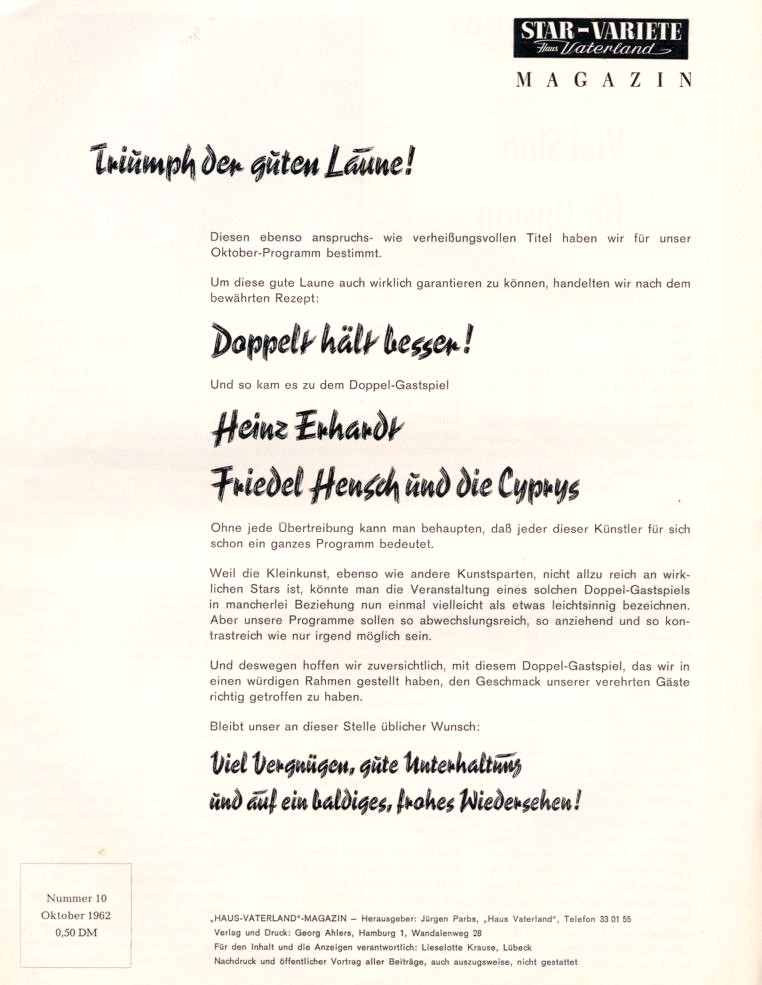 STAR-VARIETE
Haus Vaterland
MAGAZIN
Triumph der guten Laune!
Diesen ebenso anspruchs- wie verheißungsvollen Titel haben wir für unser
Oktober-Programm bestimmt.
Um diese gute Laune auch wirklich garantieren zu können, handelten wir nach dem
bewährten Rezept:
Doppelt hält besser!
Und so kam es zu dem Doppel-Gastspiel
Heinz Erhardt
Friedel Hensch und die Cyprys
Ohne jede Übertreibung kann man behaupten, daß jeder dieser Künstler für sich
schon ein ganzes Programm bedeutet.
Weil die Kleinkunst, ebenso wie andere Kunstsparten, nicht allzu reich an wirk-
lichen Stars ist, könnte man die Veranstaltung eines solchen Doppel-Gastspiels
in mancherlei Beziehung nun einmal vielleicht als etwas leichtsinnig bezeichnen.
Aber unsere Programme sollen so abwechslungsreich, so anziehend und so kon-
trastreich wie nur irgend möglich sein.
Und deswegen hoffen wir zuversichtlich, mit diesem Doppel-Gastspiel, das wir in
einen würdigen Rahmen gestellt haben, den Geschmack unserer verehrten Gäste
richtig getroffen zu haben.
Bleibt unser an dieser Stelle üblicher Wunsch:
Viel Vergnügen, gute Unterhaltung
und auf ein baldiges, frohes Wiedersehen!
Nummer 10
Oktober 1962
0,50 DM
„HAUS-VATERLAND"-MAGAZIN — Herausgeber: Jürgen Parbs, „Haus Vaterland", Telefon 33 01 55
Verlag und Druck: Georg Ahlers, Hamburg 1, Wandalenweg 28
Für den Inhalt und die Anzeigen verantwortlich: Lieselotte Krause, Lübeck
Nachdruck und öffentlicher Vortrag aller Beiträge, auch auszugsweise, nicht gestattet